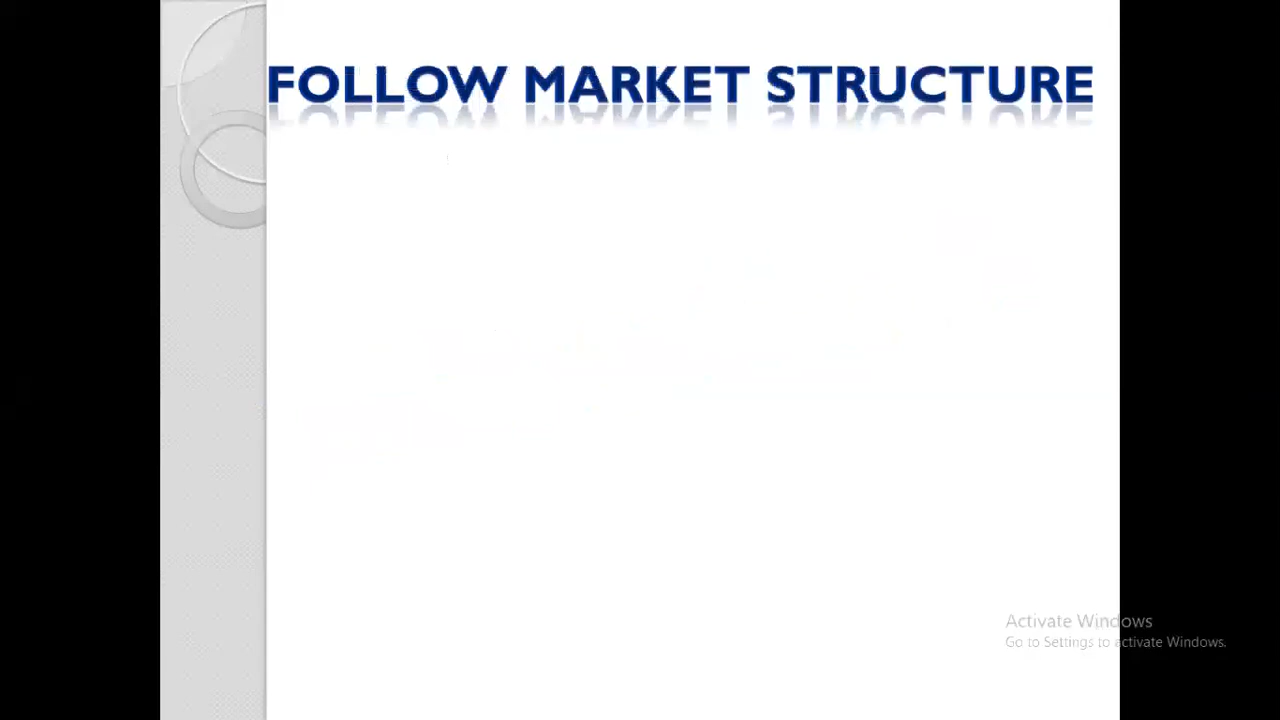 FOLLOW MARKET STRUCTURE
Activate Windows
Go to Settings to activate Windows.